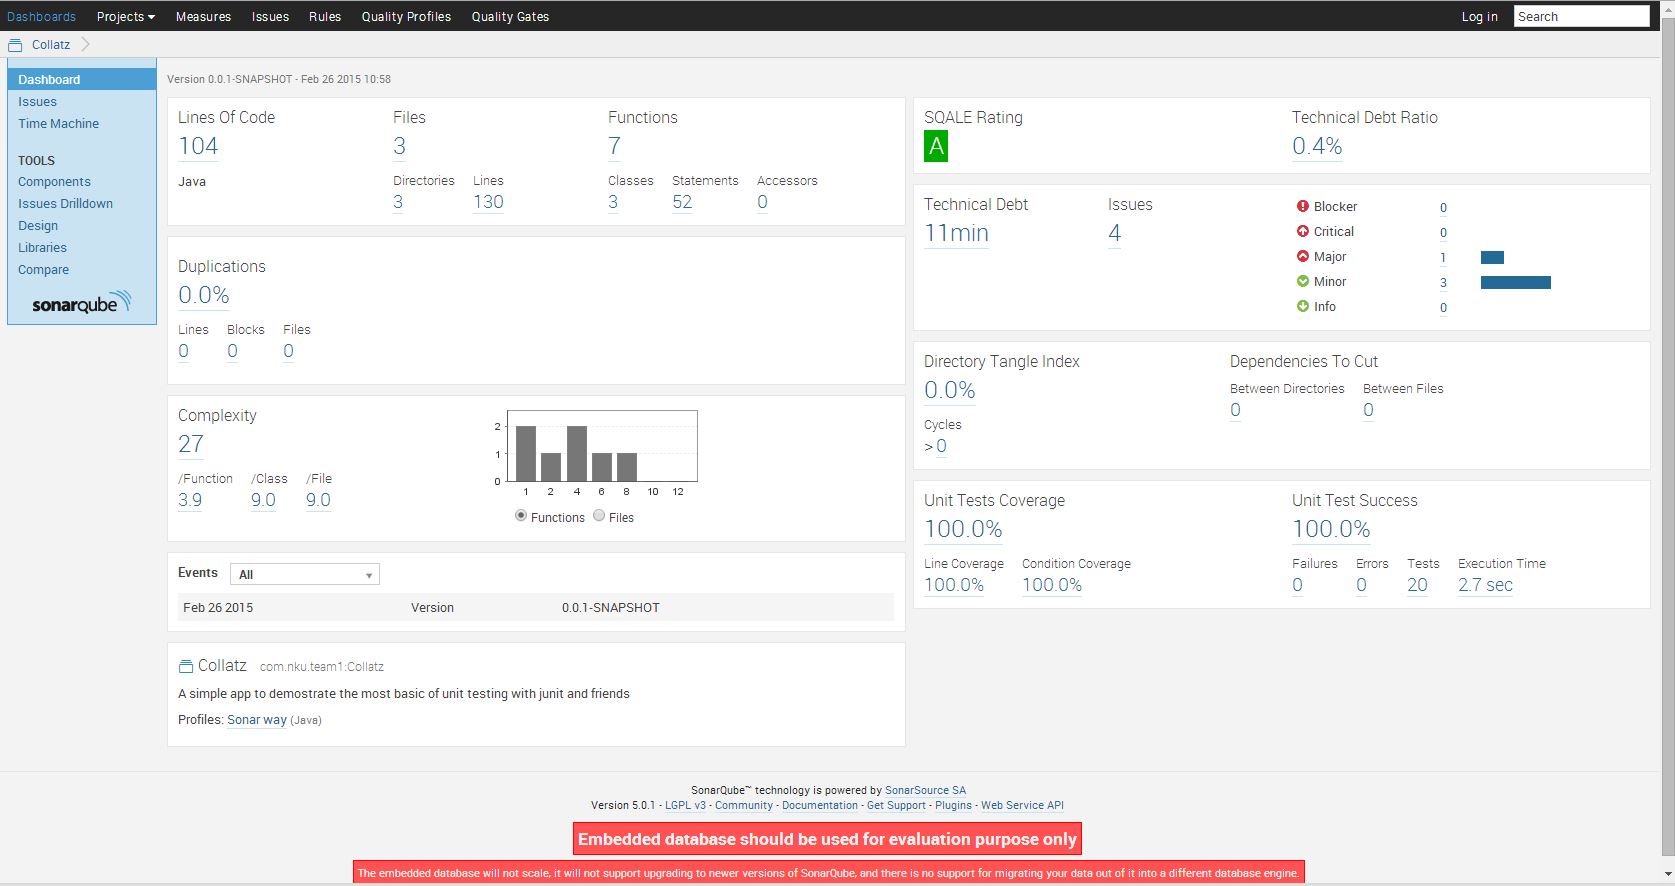 Dashboards Projects Measures Issues Rules Quality Profiles Quality Gates Log in Search
Collatz
Dashboard
Issues
Time Machine
TOOLS
Components
Issues Drilldown
Design
Libraries
Compare
sonarqube
Version 0.0.1-SNAPSHOT - Feb 26 2015 10:58
Lines Of Code Files Functions
104 3 7
Java Directories Lines Classes Statements Accessors
3 130 3 52 0
Duplications
0.0%
Lines Blocks Files
0 0 0
Complexity
27
/Function /Class /File
3.9 9.0 9.0
2
1
0
1 2 4 6 8 10 12
Functions Files
Events All
Feb 26 2015 Version 0.0.1-SNAPSHOT
Collatz com.nku.team1:Collatz
A simple app to demostrate the most basic of unit testing with junit and friends
Profiles: Sonar way (Java)
SQALE Rating Technical Debt Ratio
A 0.4%
Technical Debt Issues
11min 4
Blocker 0
Critical 0
Major 1
Minor 3
Info 0
Directory Tangle Index Dependencies To Cut
0.0% Between Directories Between Files
0 0
Cycles
> 0
Unit Tests Coverage Unit Test Success
100.0% 100.0%
Line Coverage Condition Coverage Failures Errors Tests Execution Time
100.0% 100.0% 0 0 20 2.7 sec
SonarQube™ technology is powered by SonarSource SA
Version 5.0.1 - LGPL v3 - Community - Documentation - Get Support - Plugins - Web Service API
Embedded database should be used for evaluation purpose only
The embedded database will not scale, it will not support upgrading to newer versions of SonarQube, and there is no support for migrating your data out of it into a different database engine.